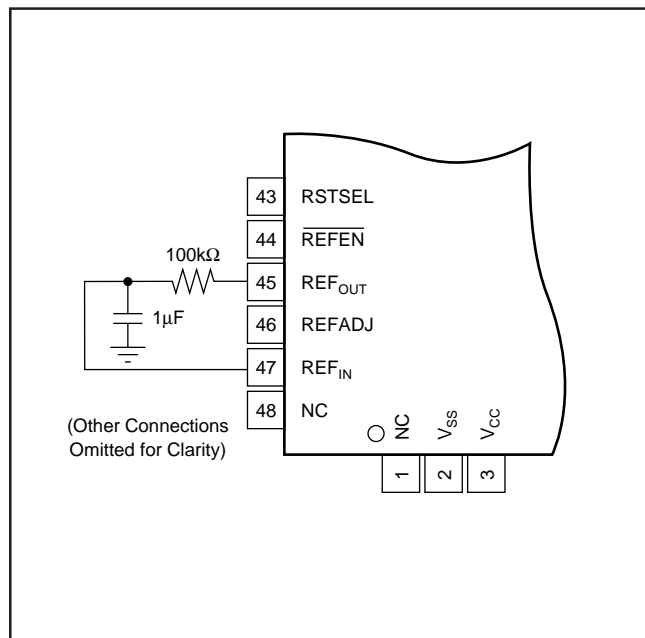 43 RSTSEL
44 REFEN
100kΩ
45 REFOUT
1µF
46 REFADJ
47 REFIN
48 NC
(Other Connections
Omitted for Clarity)
NC VSS VCC
1 2 3